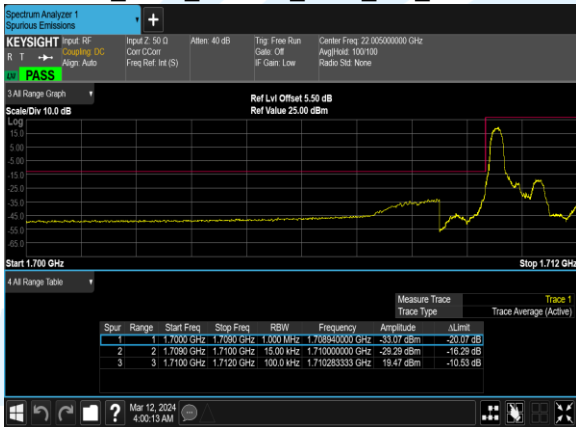 Spectrum Analyzer 1
Spurious Emissions
+
KEYSIGHT Input: RF Input Z: 50 Ω Atten: 40 dB Trig: Free Run Center Freq: 22.005000000 GHz
R T Coupling: DC Corr CCorr Gate: Off Avg|Hold: 100/100
Align: Auto Freq Ref: Int (S) IF Gain: Low Radio Std: None
PASS
3 All Range Graph
Ref Lvl Offset 5.50 dB
Scale/Div 10.0 dB Ref Value 25.00 dBm
Log
15.0
5.00
-5.00
-15.0
-25.0
-35.0
-45.0
-55.0
-65.0
Start 1.700 GHz Stop 1.712 GHz
4 All Range Table
Measure Trace Trace 1
Trace Type Trace Average (Active)
Spur Range Start Freq Stop Freq RBW Frequency Amplitude ΔLimit
1 1 1.7000 GHz 1.7090 GHz 1.000 MHz 1.708940000 GHz -33.07 dBm -20.07 dB
2 2 1.7090 GHz 1.7100 GHz 15.00 kHz 1.710000000 GHz -29.29 dBm -16.29 dB
3 3 1.7100 GHz 1.7120 GHz 100.0 kHz 1.710283333 GHz 19.47 dBm -10.53 dB
?
Mar 12, 2024
4:00:13 AM